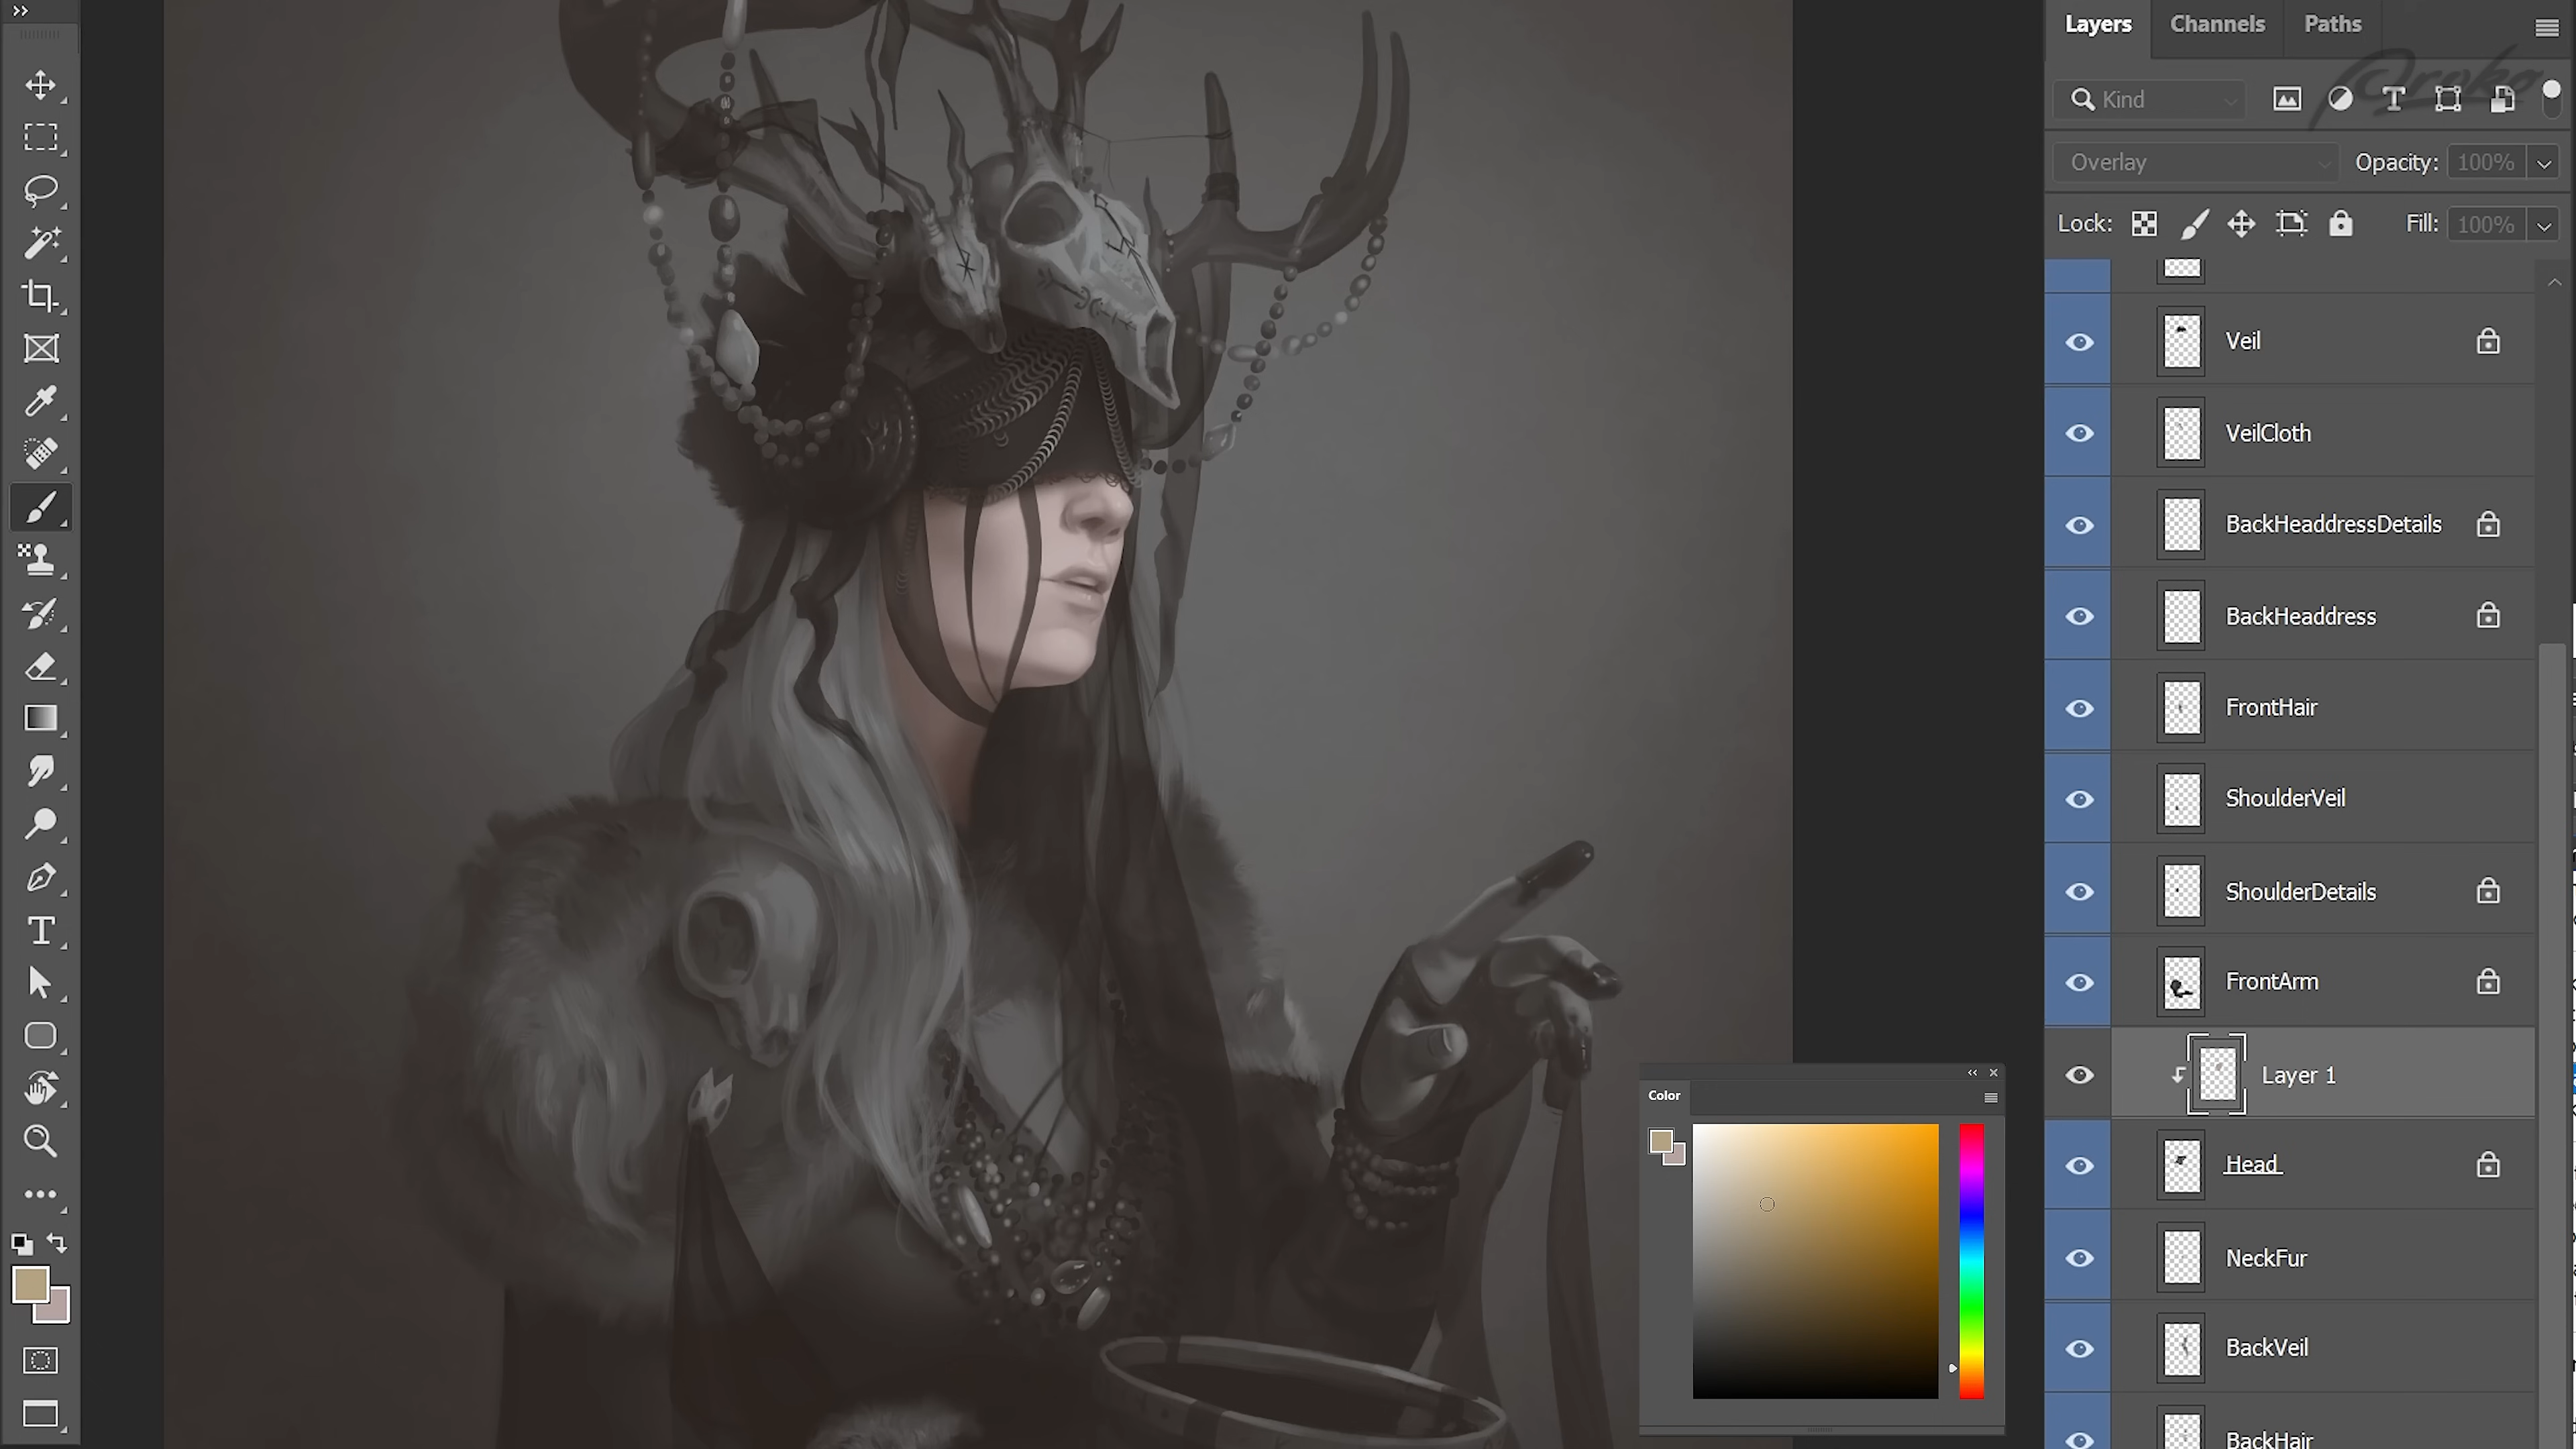 Layers Channels Paths
Proko
Kind
Overlay Opacity: 100%
Lock: Fill: 100%
Veil
VeilCloth
BackHeaddressDetails
BackHeaddress
FrontHair
ShoulderVeil
ShoulderDetails
FrontArm
Layer 1
Color
Head
NeckFur
BackVeil
BackHair